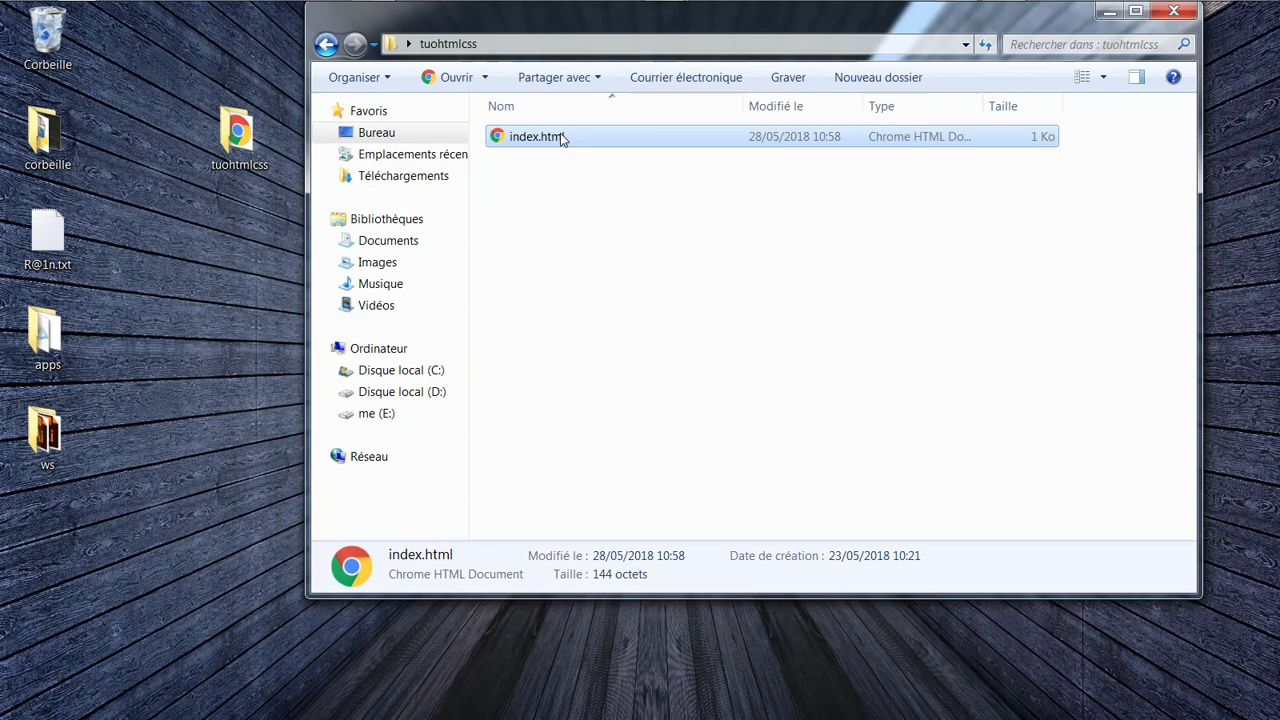 Corbeille
corbeille
tuohtmlcss
R@1n.txt
apps
ws
tuohtmlcss
Rechercher dans : tuohtmlcss
Organiser
Ouvrir
Partager avec
Courrier électronique
Graver
Nouveau dossier
Favoris
Bureau
Emplacements récen
Téléchargements
Bibliothèques
Documents
Images
Musique
Vidéos
Ordinateur
Disque local (C:)
Disque local (D:)
me (E:)
Réseau
Nom
Modifié le
Type
Taille
index.html
28/05/2018 10:58
Chrome HTML Do...
1 Ko
index.html
Modifié le : 28/05/2018 10:58
Date de création : 23/05/2018 10:21
Chrome HTML Document
Taille : 144 octets